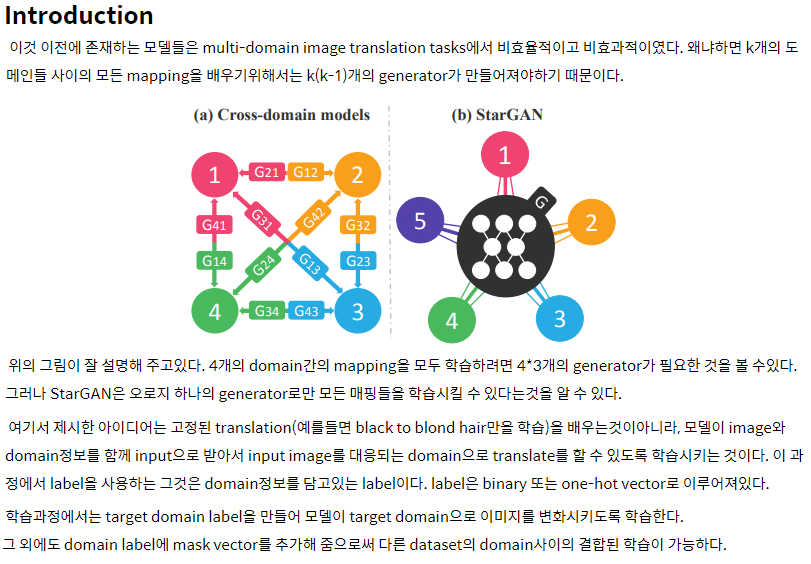 Introduction
이것 이전에 존재하는 모델들은 multi-domain image translation tasks에서 비효율적이고 비효과적이였다. 왜냐하면 k개의 도
메인들 사이의 모든 mapping을 배우기위해서는 k(k-1)개의 generator가 만들어져야하기 때문이다.
(a) Cross-domain models
(b) StarGAN
1
G21
G12
2
G41
G31
G42
G32
G14
G24
G13
G23
4
G34
G43
3
1
G
5
2
4
3
위의 그림이 잘 설명해 주고있다. 4개의 domain간의 mapping을 모두 학습하려면 4*3개의 generator가 필요한 것을 볼 수있다.
그러나 StarGAN은 오로지 하나의 generator로만 모든 매핑들을 학습시킬 수 있다는것을 알 수 있다.
여기서 제시한 아이디어는 고정된 translation(예를들면 black to blond hair만을 학습)을 배우는것이아니라, 모델이 image와
domain정보를 함께 input으로 받아서 input image를 대응되는 domain으로 translate를 할 수 있도록 학습시키는 것이다. 이 과
정에서 label을 사용하는 그것은 domain정보를 담고있는 label이다. label은 binary 또는 one-hot vector로 이루어져있다.
학습과정에서는 target domain label을 만들어 모델이 target domain으로 이미지를 변화시키도록 학습한다.
그 외에도 domain label에 mask vector를 추가해 줌으로써 다른 dataset의 domain사이의 결합된 학습이 가능하다.